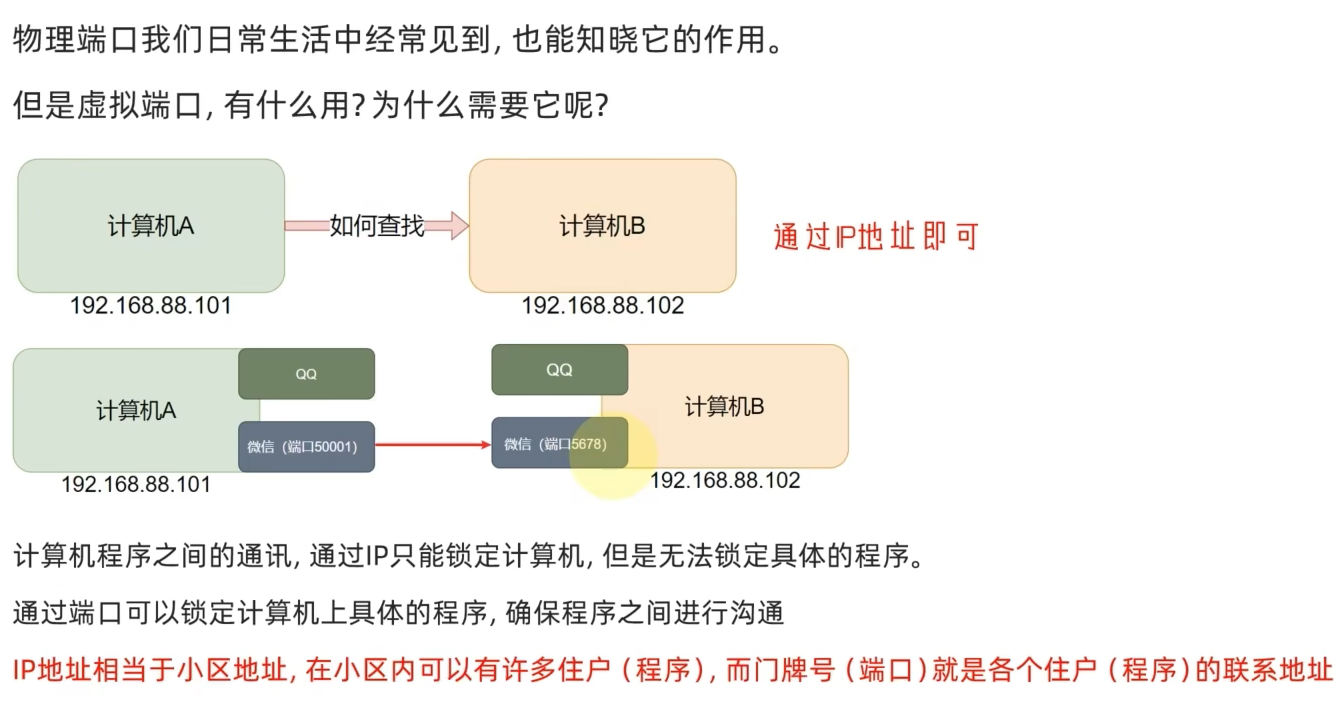 物理端口我们日常生活中经常见到, 也能知晓它的作用。
但是虚拟端口, 有什么用? 为什么需要它呢?
计算机A
如何查找
计算机B
通过IP地址即可
192.168.88.101
192.168.88.102
QQ
QQ
计算机A
计算机B
微信（端口50001）
微信（端口5678）
192.168.88.101
192.168.88.102
计算机程序之间的通讯, 通过IP只能锁定计算机, 但是无法锁定具体的程序。
通过端口可以锁定计算机上具体的程序, 确保程序之间进行沟通
IP地址相当于小区地址, 在小区内可以有许多住户（程序）, 而门牌号（端口）就是各个住户（程序）的联系地址